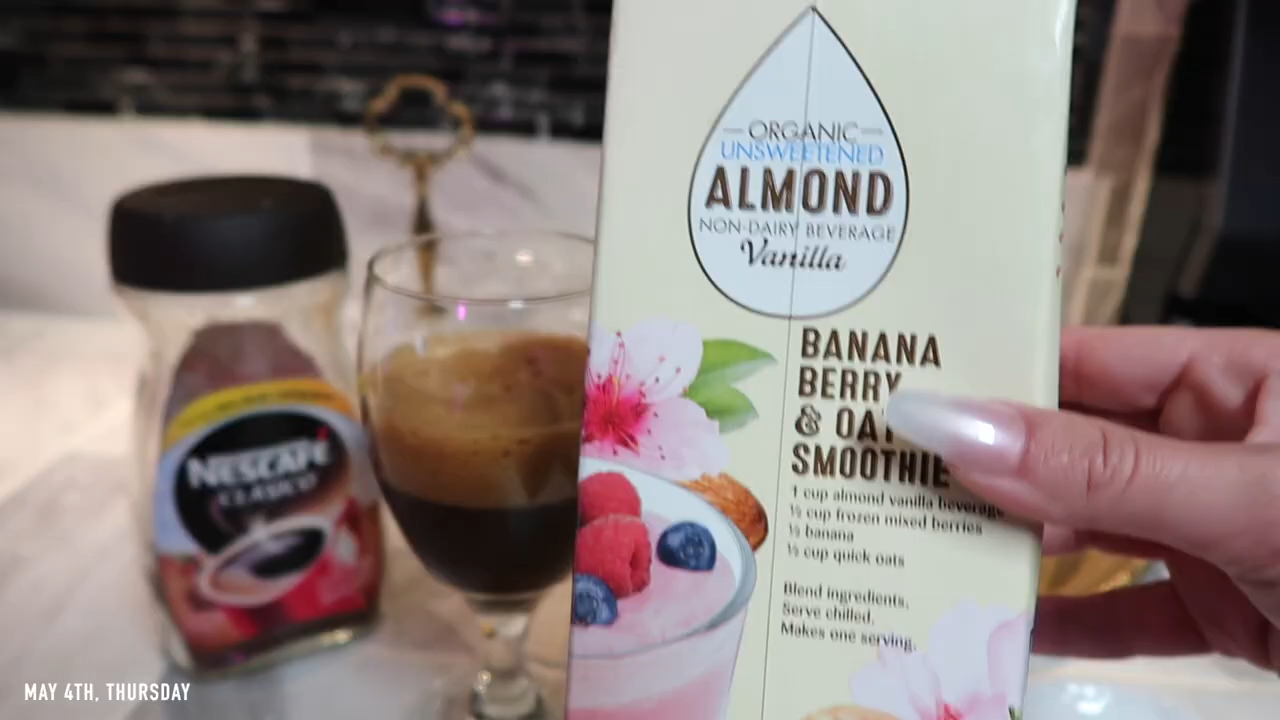 ORGANIC
UNSWEETENED
ALMOND
NON-DAIRY BEVERAGE
Vanilla
BANANA
BERRY
& OAT
SMOOTHIE
1 cup almond vanilla beverage
½ cup frozen mixed berries
½ banana
½ cup quick oats
Blend ingredients.
Serve chilled.
Makes one serving.
NESCAFÉ
CLASICO
MAY 4TH, THURSDAY